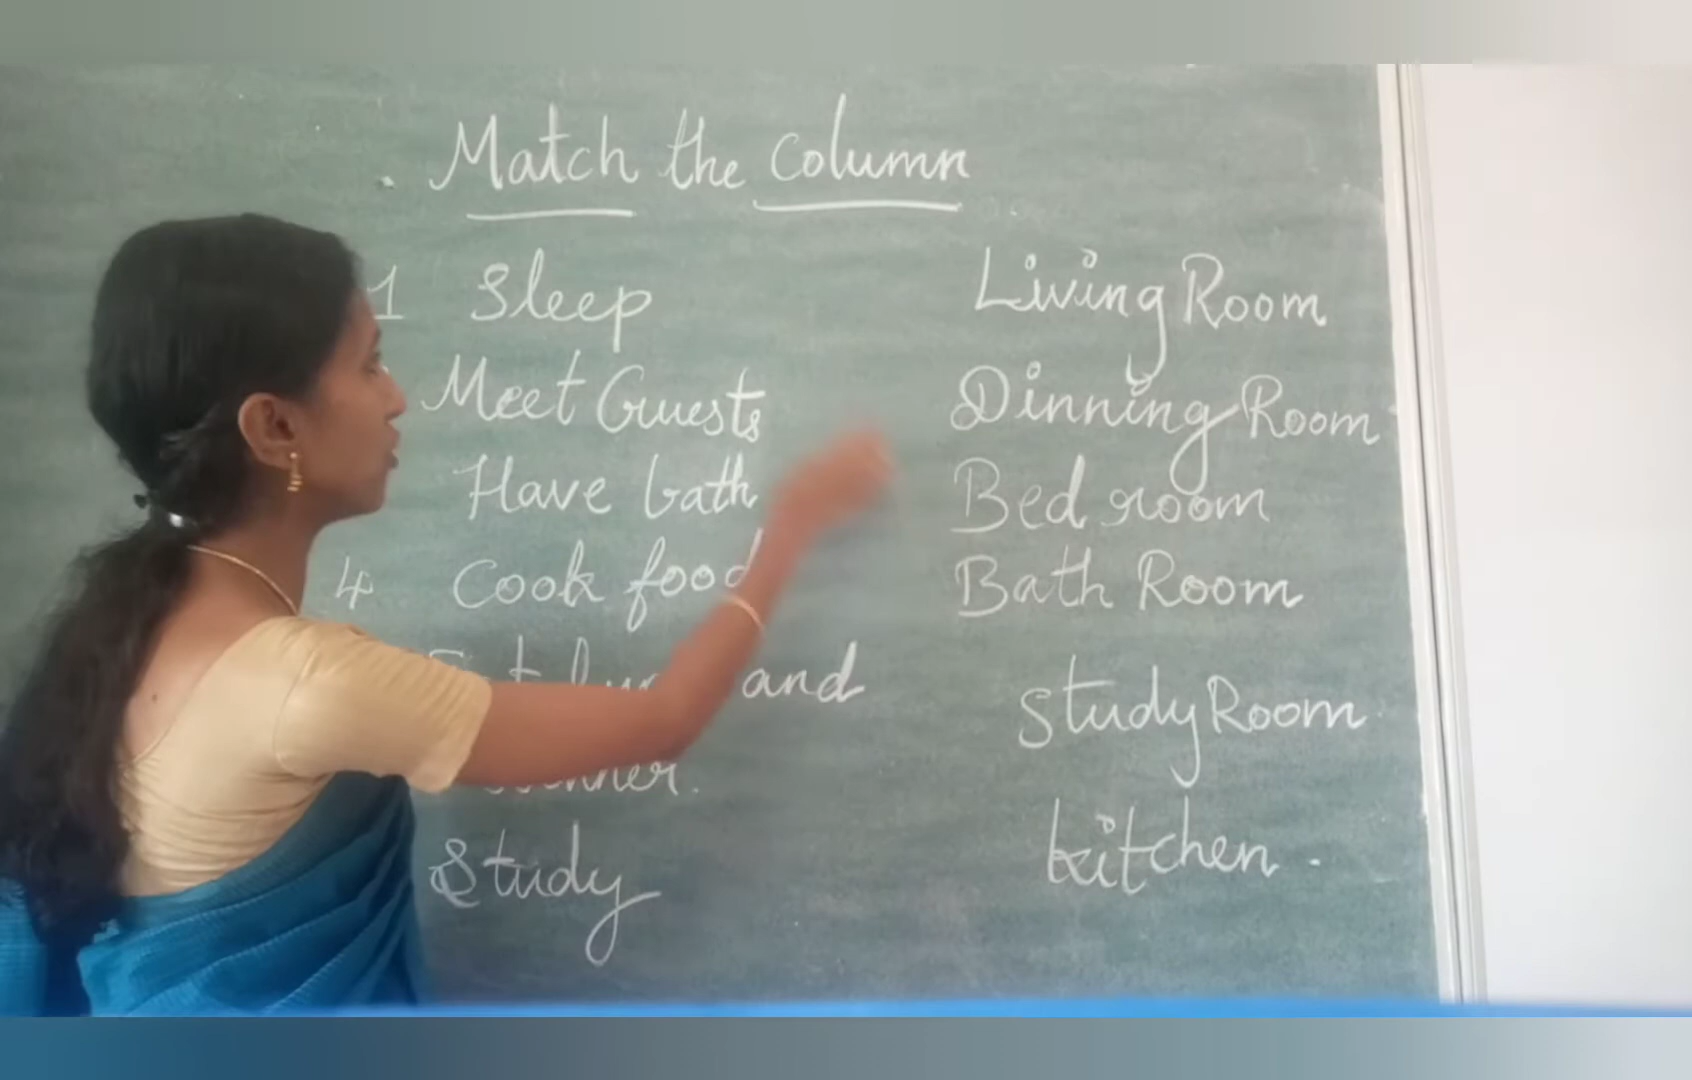 Match the Column
1 Sleep Living Room
Meet Guests Dinning Room
Have bath Bed room
4 Cook food Bath Room
and Study Room
Study kitchen